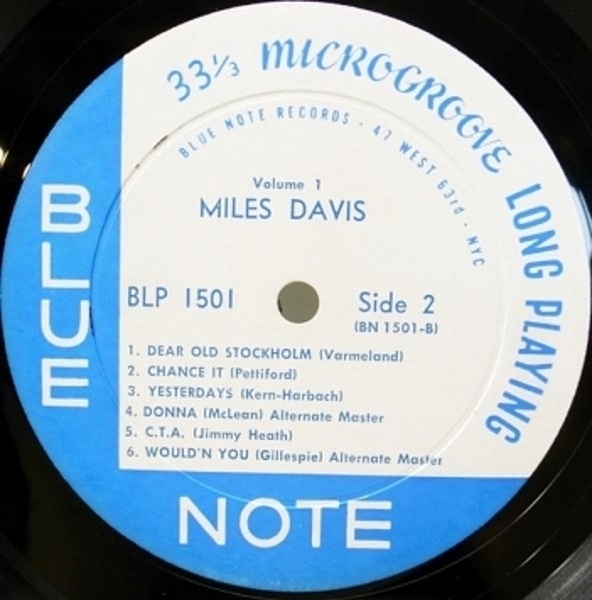 33⅓ MICROGROOVE LONG PLAYING
BLUE NOTE RECORDS · 47 WEST 63rd · NYC
Volume 1
MILES DAVIS
BLP 1501
Side 2
(BN 1501-B)
1. DEAR OLD STOCKHOLM (Varmeland)
2. CHANCE IT (Pettiford)
3. YESTERDAYS (Kern-Harbach)
4. DONNA (McLean) Alternate Master
5. C.T.A. (Jimmy Heath)
6. WOULD'N YOU (Gillespie) Alternate Master
BLUE
NOTE